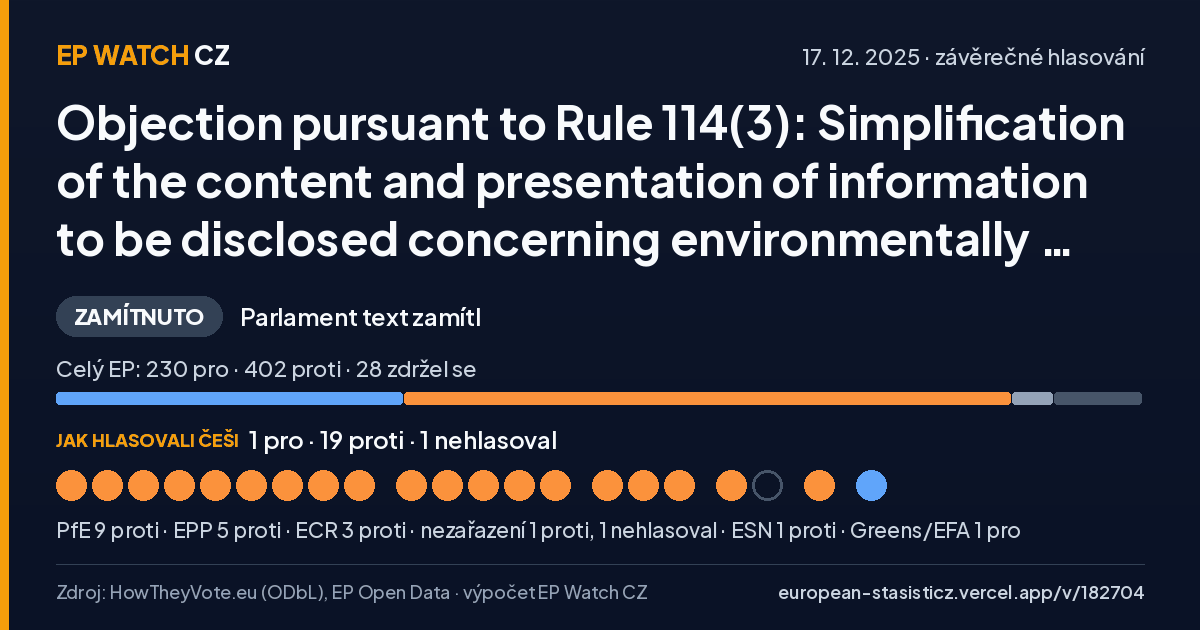 EP WATCH CZ
17. 12. 2025 · závěrečné hlasování
Objection pursuant to Rule 114(3): Simplification
of the content and presentation of information
to be disclosed concerning environmentally …
ZAMÍTNUTO Parlament text zamítl
Celý EP: 230 pro · 402 proti · 28 zdržel se
JAK HLASOVALI ČEŠI 1 pro · 19 proti · 1 nehlasoval
PfE 9 proti · EPP 5 proti · ECR 3 proti · nezařazení 1 proti, 1 nehlasoval · ESN 1 proti · Greens/EFA 1 pro
Zdroj: HowTheyVote.eu (ODbL), EP Open Data · výpočet EP Watch CZ
european-stasisticz.vercel.app/v/182704